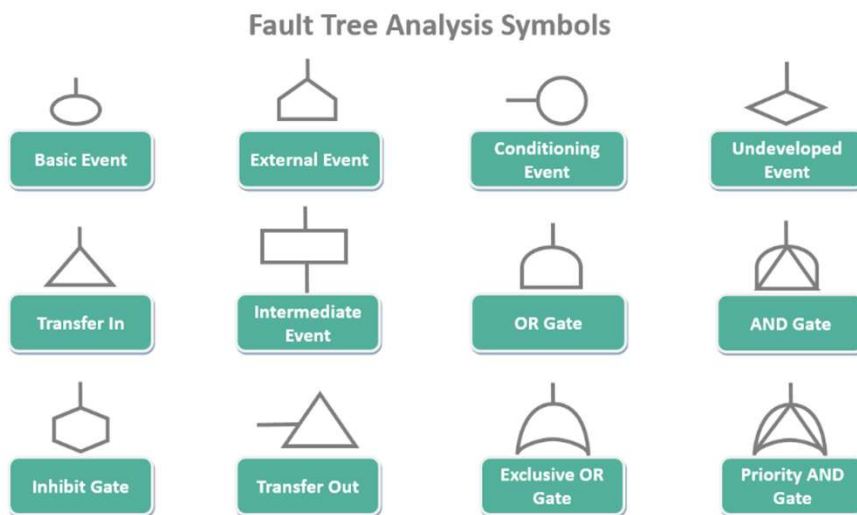 Fault Tree Analysis Symbols
Basic Event
External Event
Conditioning
Event
Undeveloped
Event
Transfer In
Intermediate
Event
OR Gate
AND Gate
Inhibit Gate
Transfer Out
Exclusive OR
Gate
Priority AND
Gate